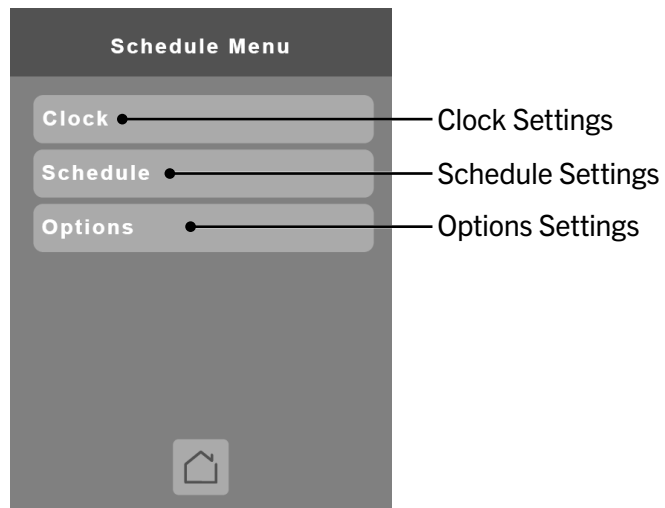 Schedule Menu
Clock
Clock Settings
Schedule
Schedule Settings
Options
Options Settings